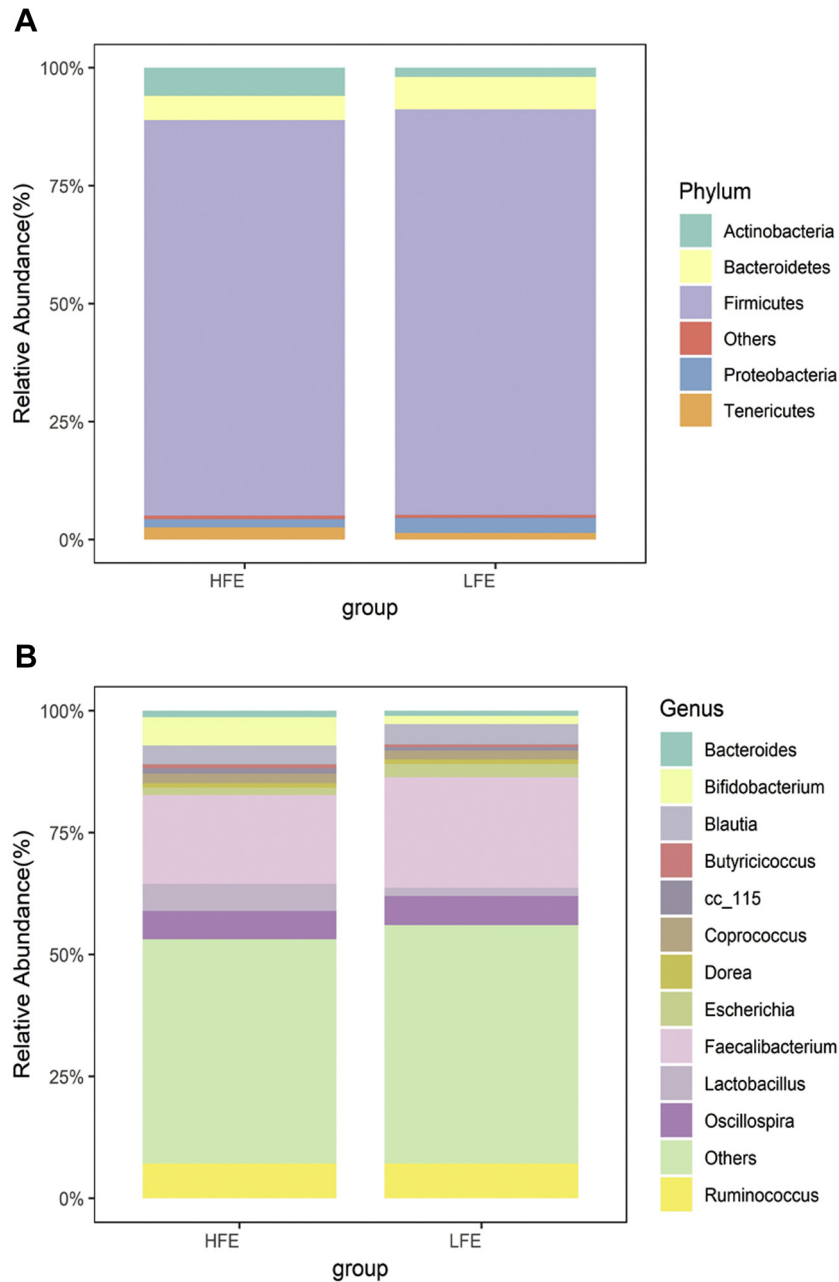 A
Relative Abundance(%)
100%
75%
50%
25%
0%
HFE LFE
group
Phylum
Actinobacteria
Bacteroidetes
Firmicutes
Others
Proteobacteria
Tenericutes
B
Relative Abundance(%)
100%
75%
50%
25%
0%
HFE LFE
group
Genus
Bacteroides
Bifidobacterium
Blautia
Butyricicoccus
cc_115
Coprococcus
Dorea
Escherichia
Faecalibacterium
Lactobacillus
Oscillospira
Others
Ruminococcus